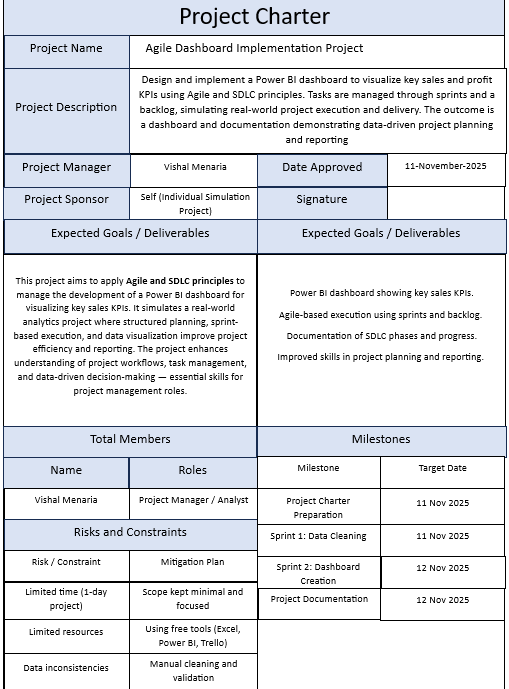 Project Charter
Project Name
Agile Dashboard Implementation Project
Project Description
Design and implement a Power BI dashboard to visualize key sales and profit
KPIs using Agile and SDLC principles. Tasks are managed through sprints and a
backlog, simulating real-world project execution and delivery. The outcome is
a dashboard and documentation demonstrating data-driven project planning
and reporting
Project Manager
Vishal Menaria
Date Approved
11-November-2025
Project Sponsor
Self (Individual Simulation
Project)
Signature
Expected Goals / Deliverables
Expected Goals / Deliverables
This project aims to apply Agile and SDLC principles to
manage the development of a Power BI dashboard for
visualizing key sales KPIs. It simulates a real-world
analytics project where structured planning, sprint-
based execution, and data visualization improve project
efficiency and reporting. The project enhances
understanding of project workflows, task management,
and data-driven decision-making — essential skills for
project management roles.
Power BI dashboard showing key sales KPIs.
Agile-based execution using sprints and backlog.
Documentation of SDLC phases and progress.
Improved skills in project planning and reporting.
Total Members
Name
Roles
Vishal Menaria
Project Manager / Analyst
Risks and Constraints
Risk / Constraint
Mitigation Plan
Limited time (1-day
project)
Scope kept minimal and
focused
Limited resources
Using free tools (Excel,
Power BI, Trello)
Data inconsistencies
Manual cleaning and
validation
Milestones
Milestone
Target Date
Project Charter
Preparation
11 Nov 2025
Sprint 1: Data Cleaning
11 Nov 2025
Sprint 2: Dashboard
Creation
12 Nov 2025
Project Documentation
12 Nov 2025